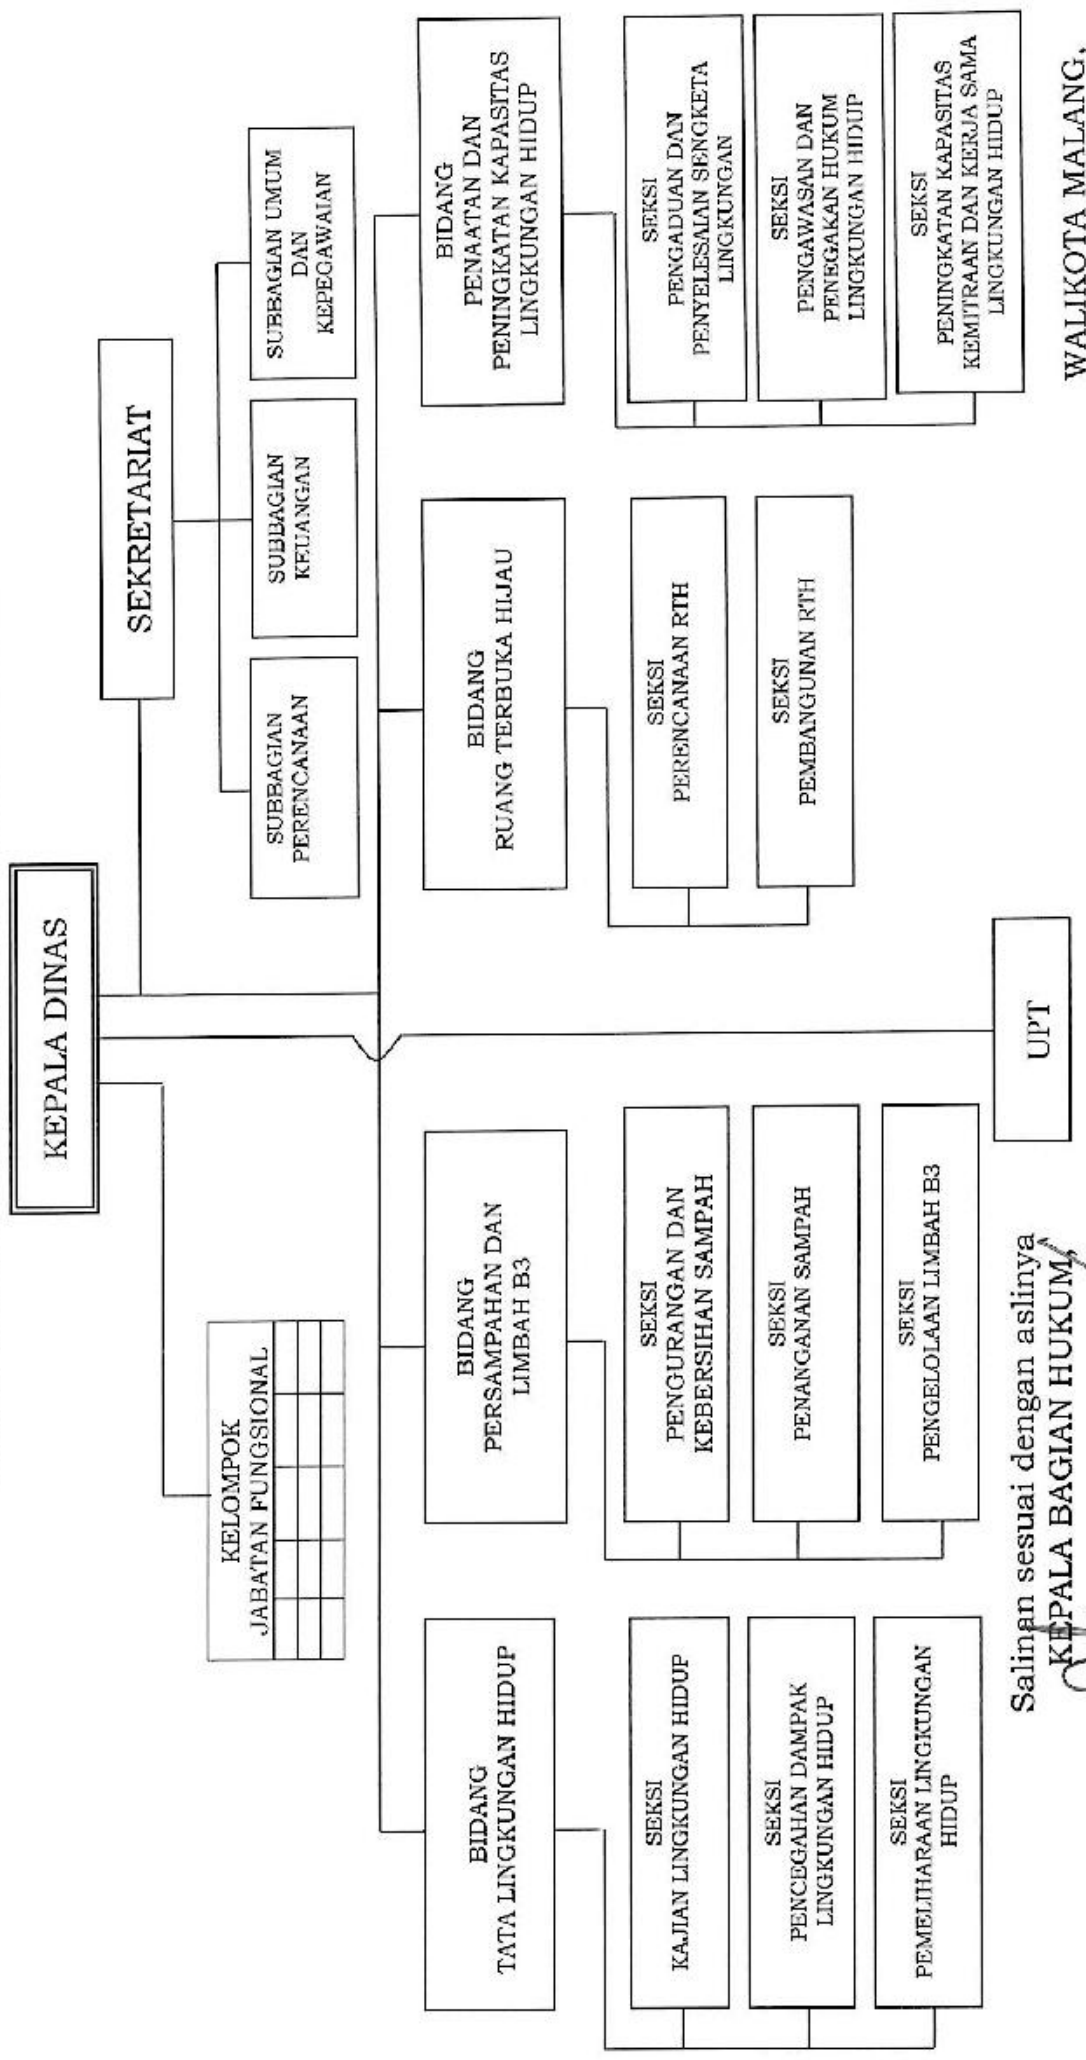 KEPALA DINAS
SEKRETARIAT
KELOMPOK
JABATAN FUNGSIONAL
SUBBAGIAN
PERENCANAAN
SUBBAGIAN
KEUANGAN
SUBBAGIAN UMUM
DAN
KEPEGAWAIAN
BIDANG
TATA LINGKUNGAN HIDUP
BIDANG
PERSAMPAHAN DAN
LIMBAH B3
BIDANG
RUANG TERBUKA HIJAU
BIDANG
PENAATAN DAN
PENINGKATAN KAPASITAS
LINGKUNGAN HIDUP
SEKSI
KAJIAN LINGKUNGAN HIDUP
SEKSI
PENCEGAHAN DAMPAK
LINGKUNGAN HIDUP
SEKSI
PEMELIHARAAN LINGKUNGAN
HIDUP
SEKSI
PENGURANGAN DAN
KEBERSIHAN SAMPAH
SEKSI
PENANGANAN SAMPAH
SEKSI
PENGELOLAAN LIMBAH B3
SEKSI
PERENCANAAN RTH
SEKSI
PEMBANGUNAN RTH
SEKSI
PENGADUAN DAN
PENYELESAIAN SENGKETA
LINGKUNGAN
SEKSI
PENGAWASAN DAN
PENEGAKAN HUKUM
LINGKUNGAN HIDUP
SEKSI
PENINGKATAN KAPASITAS
KEMITRAAN DAN KERJA SAMA
LINGKUNGAN HIDUP
UPT
Salinan sesuai dengan aslinya
KEPALA BAGIAN HUKUM,
WALIKOTA MALANG,